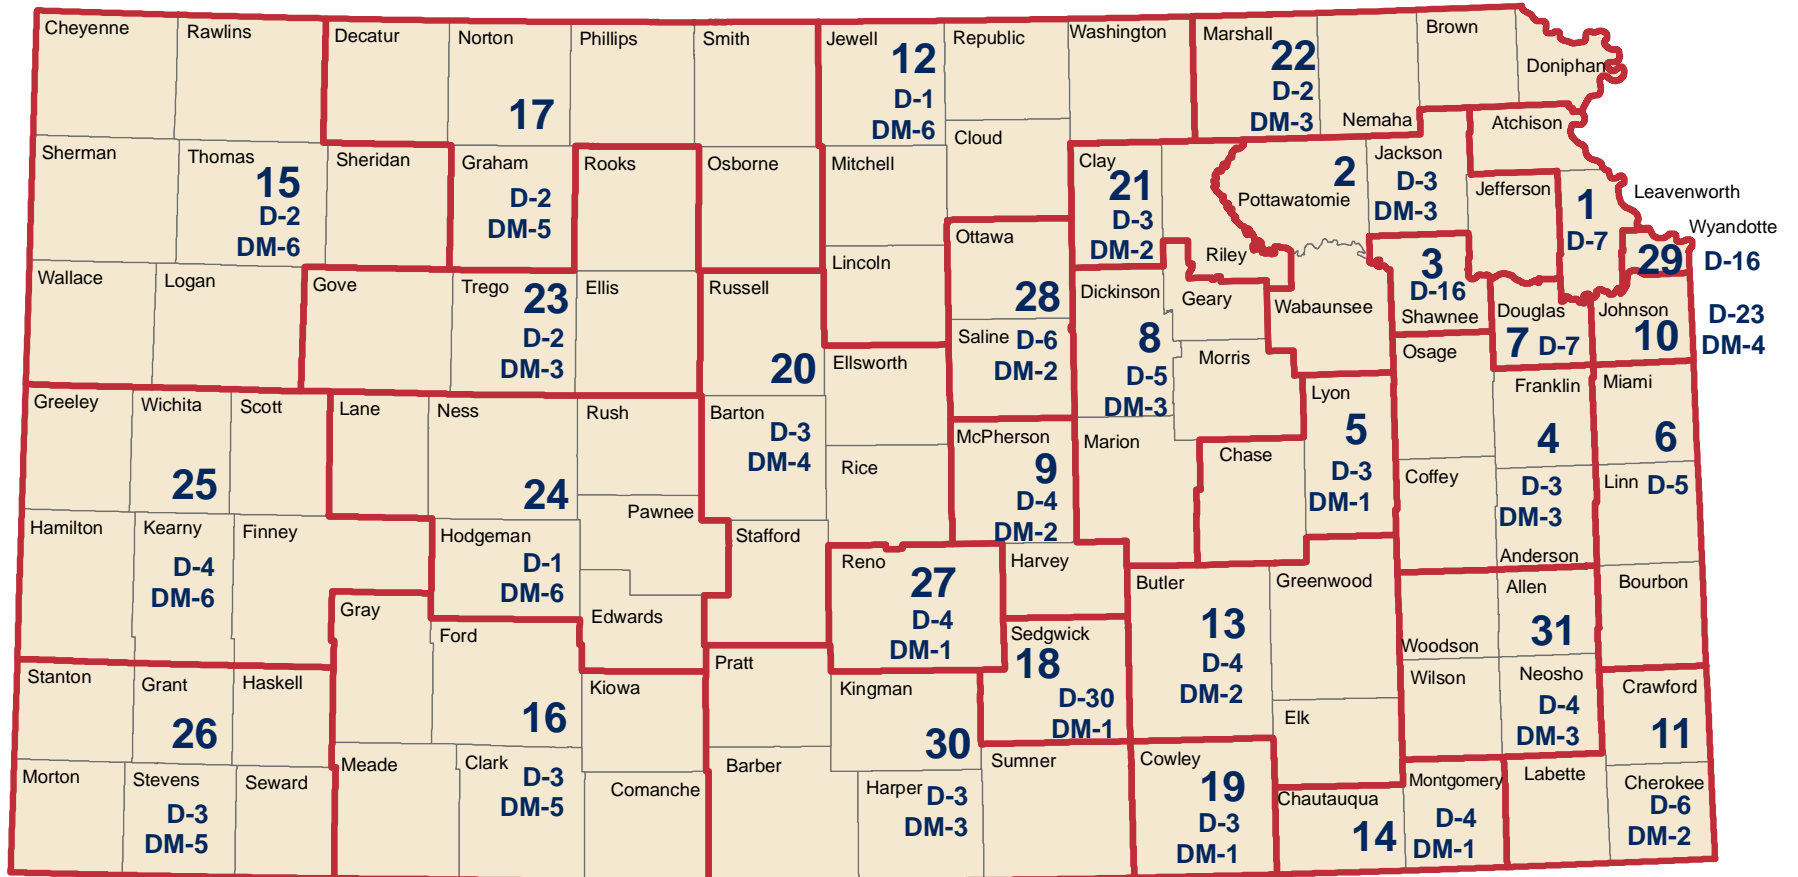 Cheyenne
Rawlins
Decatur
Norton
Phillips
Smith
Jewell
Republic
Washington
Marshall
Brown
Doniphan
12
D-1
DM-6
22
D-2
DM-3
Nemaha
17
Cloud
Atchison
Sherman
Thomas
15
D-2
DM-6
Sheridan
Graham
D-2
DM-5
Rooks
Osborne
Mitchell
Clay
21
D-3
DM-2
2
Pottawatomie
Jackson
D-3
DM-3
Jefferson
1
D-7
Leavenworth
Wyandotte
29
D-16
Ottawa
Riley
Lincoln
3
D-16
Shawnee
Wallace
Logan
Gove
Trego
23
D-2
DM-3
Ellis
Russell
20
28
Saline
D-6
DM-2
Dickinson
8
D-5
DM-3
Geary
Wabaunsee
Douglas
7
D-7
Johnson
10
D-23
DM-4
Morris
Osage
Ellsworth
Greeley
Wichita
Scott
25
Lane
Ness
24
Rush
Barton
D-3
DM-4
Rice
McPherson
9
D-4
DM-2
Marion
Chase
Lyon
5
D-3
DM-1
Franklin
4
D-3
DM-3
Miami
6
Coffey
Linn
D-5
Anderson
Hamilton
Kearny
D-4
DM-6
Finney
Hodgeman
D-1
DM-6
Pawnee
Stafford
Edwards
Reno
27
D-4
DM-1
Harvey
Butler
13
D-4
DM-2
Greenwood
Allen
31
Bourbon
Woodson
Gray
Ford
16
Sedgwick
18
D-30
DM-1
Stanton
Grant
26
Haskell
Kiowa
Pratt
Kingman
30
Elk
Wilson
Neosho
D-4
DM-3
Crawford
11
Morton
Stevens
D-3
DM-5
Seward
Meade
Clark
D-3
DM-5
Comanche
Barber
Harper
D-3
DM-3
Sumner
Cowley
19
D-3
DM-1
Chautauqua
14
Montgomery
D-4
DM-1
Labette
Cherokee
D-6
DM-2